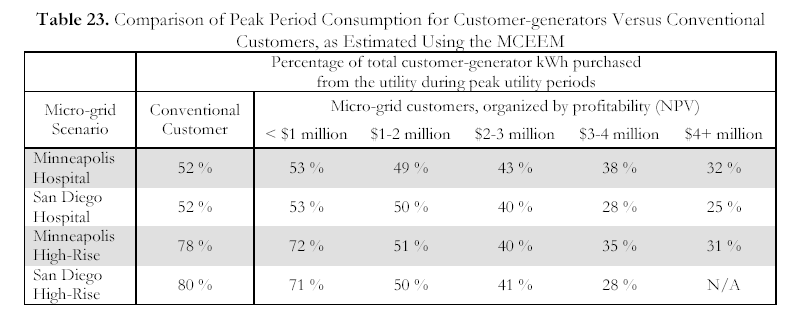 Table 23. Comparison of Peak Period Consumption for Customer-generators Versus Conventional
Customers, as Estimated Using the MCEEM
Percentage of total customer-generator kWh purchased
from the utility during peak utility periods
Micro-grid
Scenario
Conventional
Customer
Micro-grid customers, organized by profitability (NPV)
< $1 million $1-2 million $2-3 million $3-4 million $4+ million
Minneapolis
Hospital
52 % 53 % 49 % 43 % 38 % 32 %
San Diego
Hospital
52 % 53 % 50 % 40 % 28 % 25 %
Minneapolis
High-Rise
78 % 72 % 51 % 40 % 35 % 31 %
San Diego
High-Rise
80 % 71 % 50 % 41 % 28 % N/A